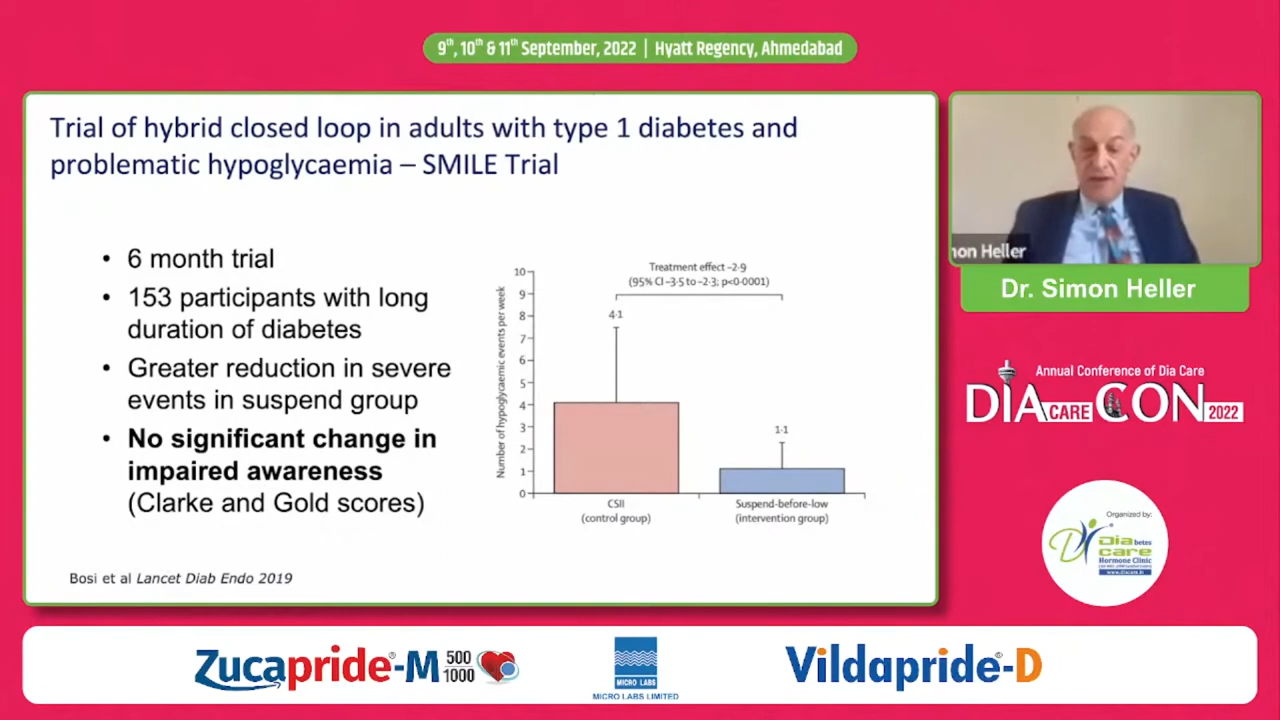 9th, 10th & 11th September, 2022 | Hyatt Regency, Ahmedabad
Trial of hybrid closed loop in adults with type 1 diabetes and
problematic hypoglycaemia – SMILE Trial
• 6 month trial
• 153 participants with long
duration of diabetes
• Greater reduction in severe
events in suspend group
• No significant change in
impaired awareness
(Clarke and Gold scores)
Number of hypoglycaemic events per week
10
9
8
7
6
5
4
3
2
1
0
Treatment effect –2·9
(95% CI –3·5 to –2·3; p<0·0001)
4·1
1·1
CSII
(control group)
Suspend-before-low
(intervention group)
Bosi et al Lancet Diab Endo 2019
non Heller
Dr. Simon Heller
Annual Conference of Dia Care
DIA CARE CON 2022
Organized by:
Diabetes
care
Hormone Clinic
Zucapride®-M 500
1000
MICRO LABS
MICRO LABS LIMITED
Vildapride®-D